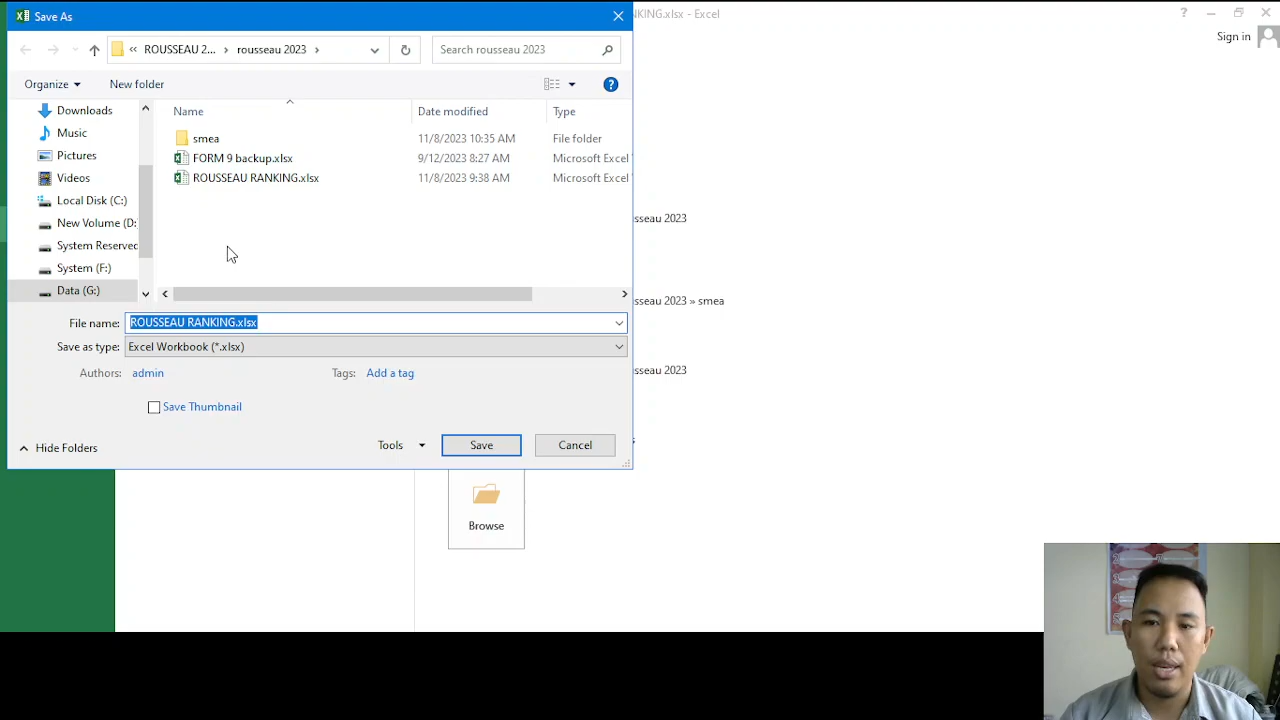 Save As
KING.xlsx - Excel
?
Sign in
ROUSSEAU 2...
rousseau 2023
Search rousseau 2023
Organize
New folder
?
Name
Date modified
Type
Downloads
Music
Pictures
Videos
Local Disk (C:)
New Volume (D:
System Reserved
System (F:)
Data (G:)
smea
11/8/2023 10:35 AM
File folder
FORM 9 backup.xlsx
9/12/2023 8:27 AM
Microsoft Excel
ROUSSEAU RANKING.xlsx
11/8/2023 9:38 AM
Microsoft Excel
sseau 2023
sseau 2023 » smea
sseau 2023
File name:
ROUSSEAU RANKING.xlsx
Save as type:
Excel Workbook (*.xlsx)
Authors:
admin
Tags:
Add a tag
Save Thumbnail
Hide Folders
Tools
Save
Cancel
s
Browse